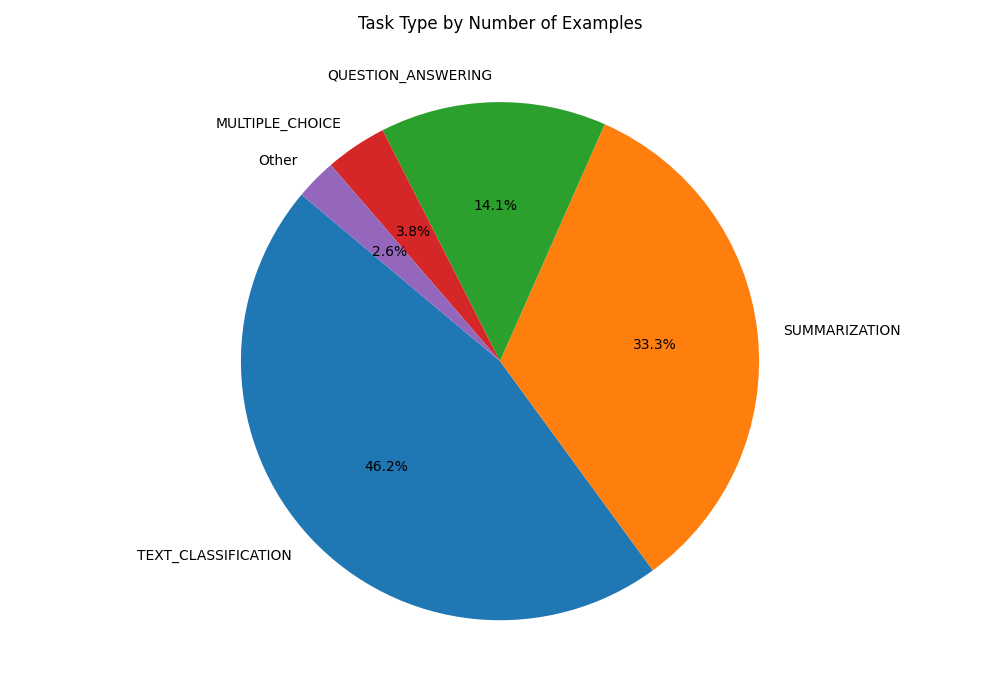 Task Type by Number of Examples
QUESTION_ANSWERING
MULTIPLE_CHOICE
Other
14.1%
3.8%
2.6%
SUMMARIZATION
33.3%
46.2%
TEXT_CLASSIFICATION